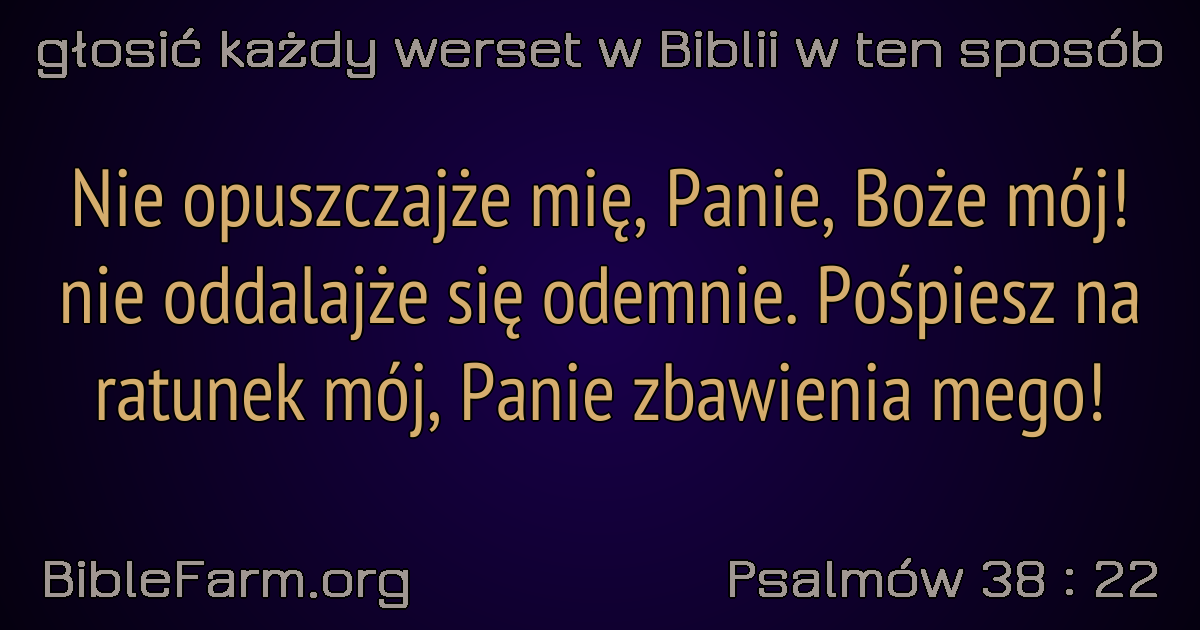 głosić każdy werset w Biblii w ten sposób
Nie opuszczajże mię, Panie, Boże mój!
nie oddalajże się odemnie. Pośpiesz na
ratunek mój, Panie zbawienia mego!
BibleFarm.org
Psalmów 38 : 22